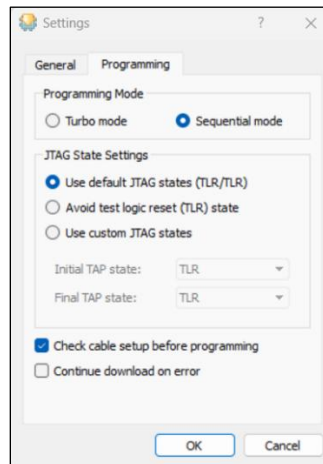 Settings
General Programming
Programming Mode
Turbo mode Sequential mode
JTAG State Settings
Use default JTAG states (TLR/TLR)
Avoid test logic reset (TLR) state
Use custom JTAG states
Initial TAP state: TLR
Final TAP state: TLR
Check cable setup before programming
Continue download on error
OK Cancel